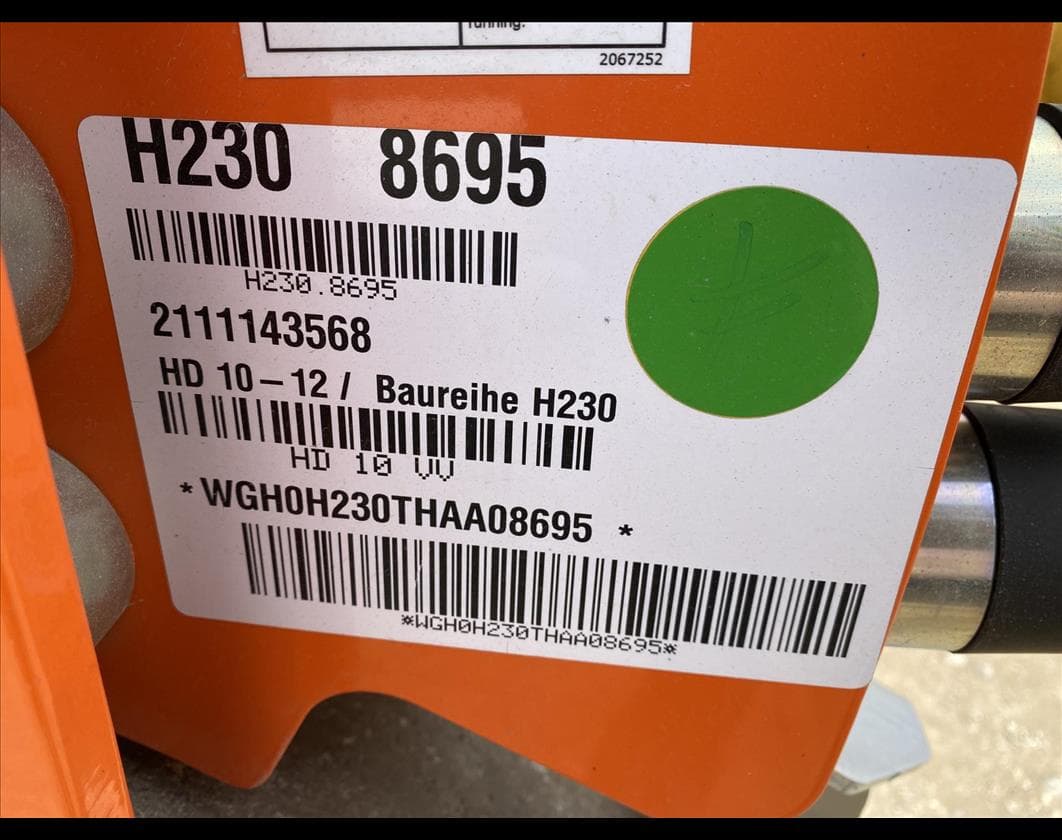 running.
2067252
H230 8695
H230.8695
2111143568
HD 10–12 / Baureihe H230
HD 10 VV
*WGH0H230THAA08695 *
*WGH0H230THAA08695*